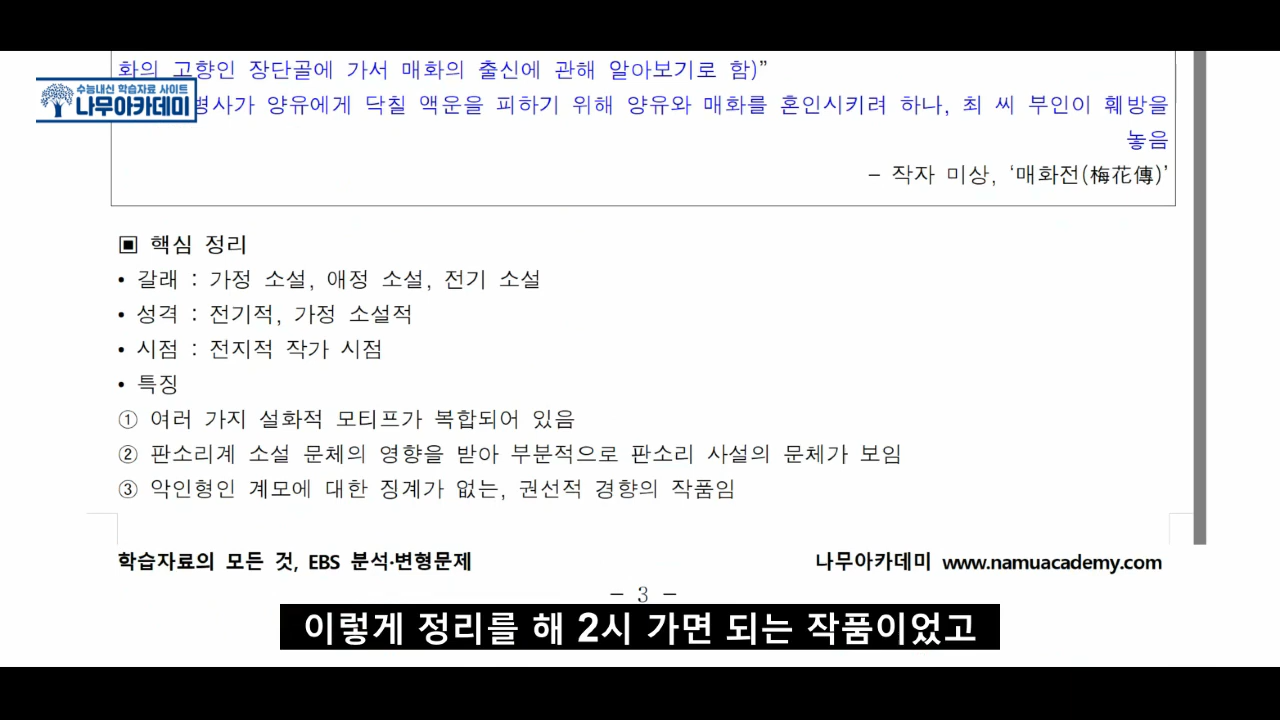 화의 고향인 장단골에 가서 매화의 출신에 관해 알아보기로 함)”
수능내신 학습자료 사이트
나무아카데미
병사가 양유에게 닥칠 액운을 피하기 위해 양유와 매화를 혼인시키려 하나, 최 씨 부인이 훼방을
놓음
– 작자 미상, ‘매화전(梅花傳)’
▣ 핵심 정리
• 갈래 : 가정 소설, 애정 소설, 전기 소설
• 성격 : 전기적, 가정 소설적
• 시점 : 전지적 작가 시점
• 특징
① 여러 가지 설화적 모티프가 복합되어 있음
② 판소리계 소설 문체의 영향을 받아 부분적으로 판소리 사설의 문체가 보임
③ 악인형인 계모에 대한 징계가 없는, 권선적 경향의 작품임
학습자료의 모든 것, EBS 분석·변형문제 나무아카데미 www.namuacademy.com
– 3 –
이렇게 정리를 해 2시 가면 되는 작품이었고